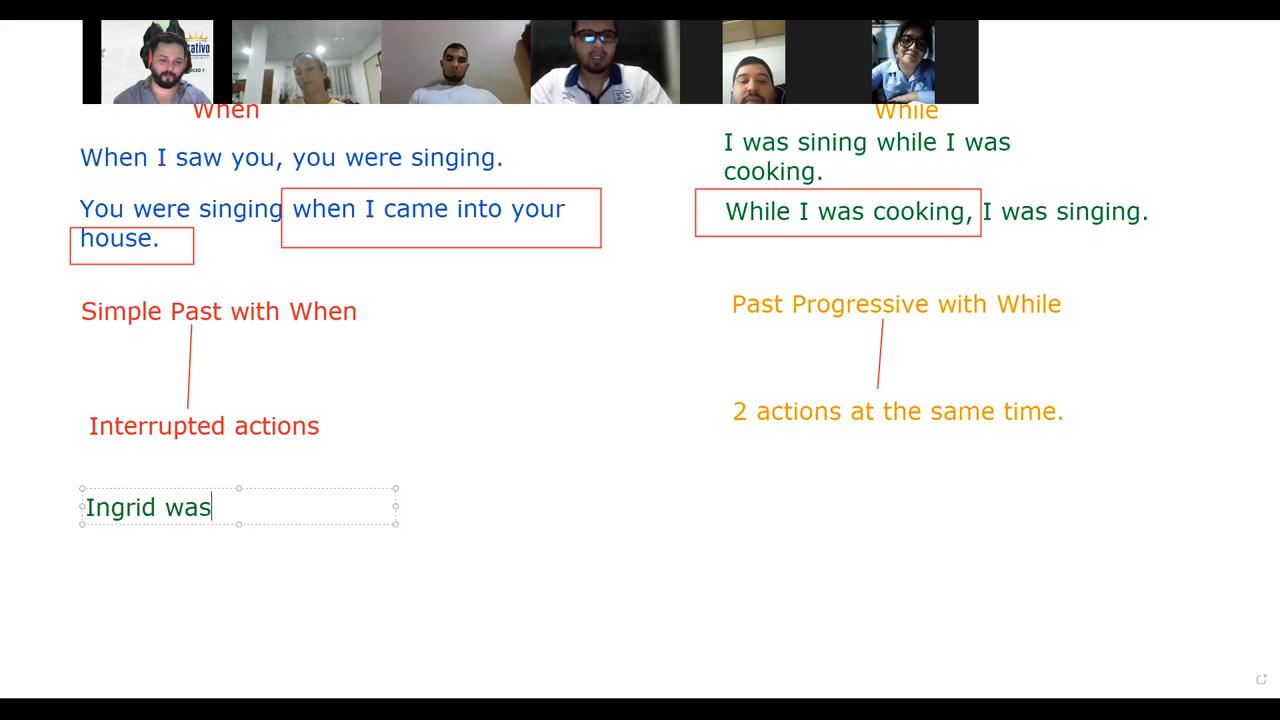 rativo
When
When I saw you, you were singing.
You were singing when I came into your
house.
Simple Past with When
Interrupted actions
Ingrid was
While
I was sining while I was
cooking.
While I was cooking, I was singing.
Past Progressive with While
2 actions at the same time.